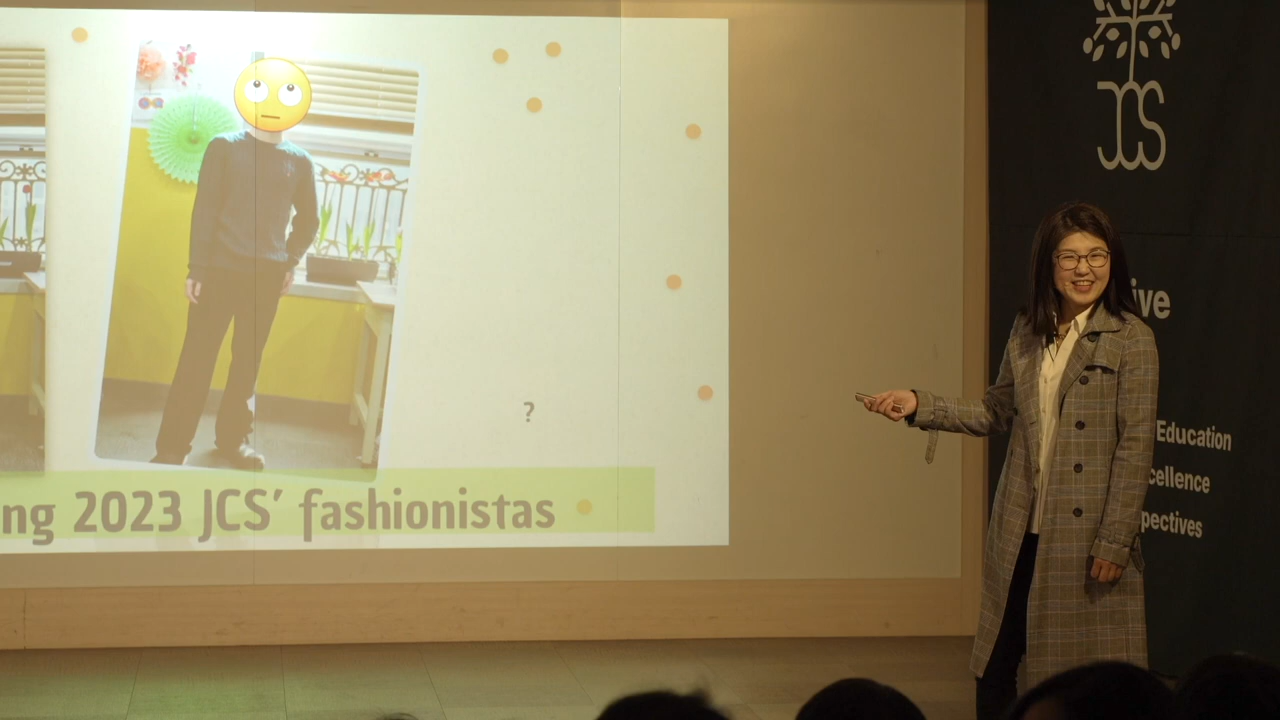 ?
ng 2023 JCS' fashionistas
JCS
ive
Education
cellence
pectives